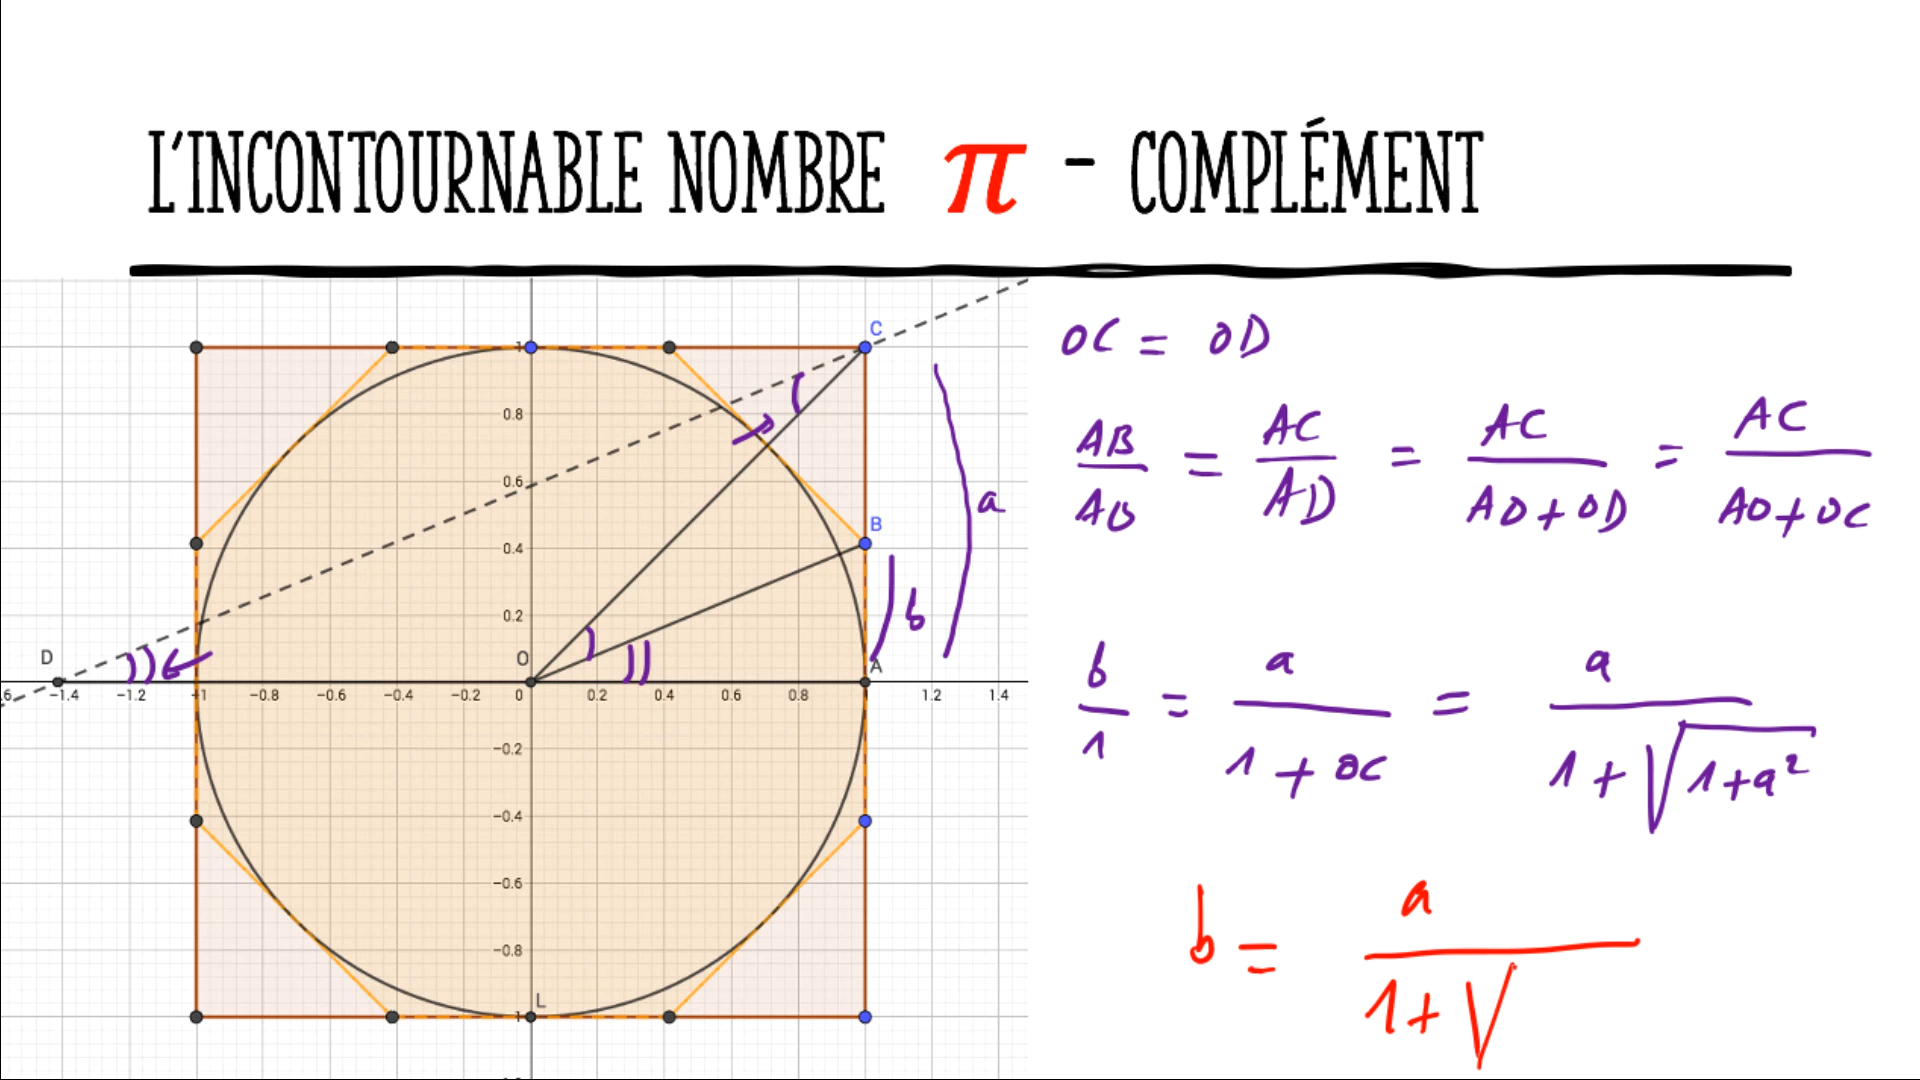 L'INCONTOURNABLE NOMBRE π - COMPLÉMENT
C
1
0.8
0.6
B
0.4
0.2
D
O
A
.6 -1.4 -1.2 -1 -0.8 -0.6 -0.4 -0.2 0 0.2 0.4 0.6 0.8 1.2 1.4
-0.2
-0.4
-0.6
-0.8
L
1
a
b
OC = OD
AB/AO = AC/AD = AC/(AO+OD) = AC/(AO+OC)
b/1 = a/(1+OC) = a/(1+√(1+a²))
b = a/(1+√